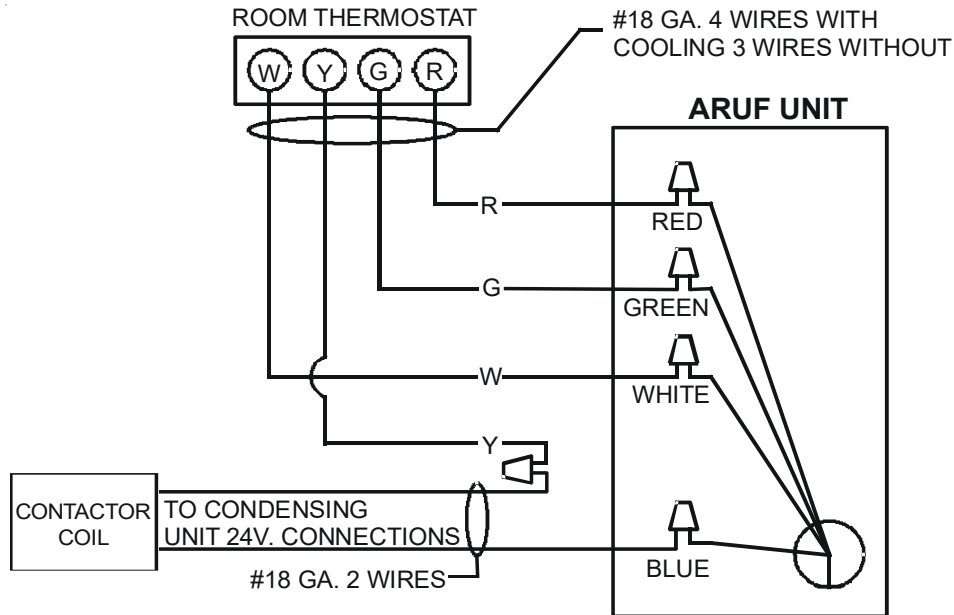 ROOM THERMOSTAT
#18 GA. 4 WIRES WITH
COOLING 3 WIRES WITHOUT
W Y G R
ARUF UNIT
R
RED
G
GREEN
W
WHITE
Y
CONTACTOR
COIL
TO CONDENSING
UNIT 24V. CONNECTIONS
BLUE
#18 GA. 2 WIRES